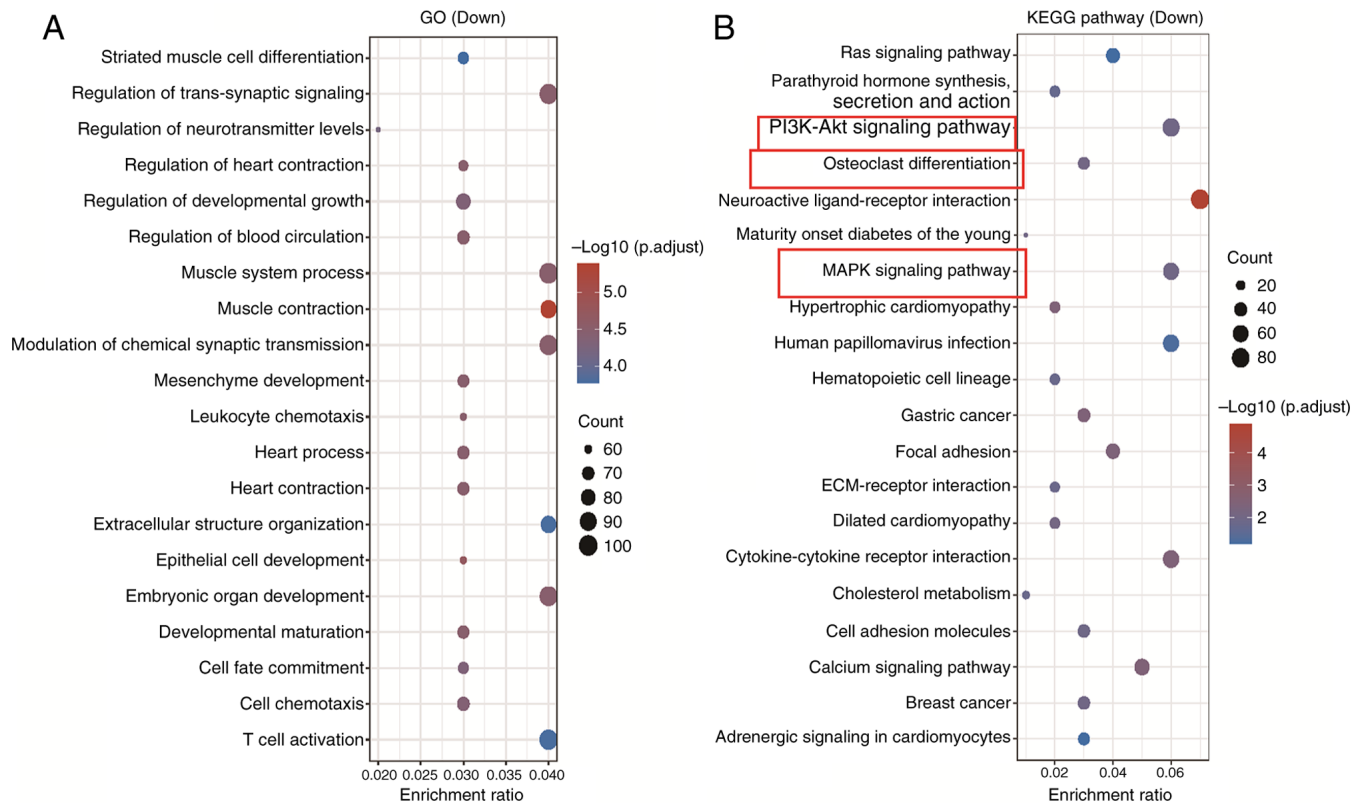 A
GO (Down)
Striated muscle cell differentiation
Regulation of trans-synaptic signaling
Regulation of neurotransmitter levels
Regulation of heart contraction
Regulation of developmental growth
Regulation of blood circulation
Muscle system process
Muscle contraction
Modulation of chemical synaptic transmission
Mesenchyme development
Leukocyte chemotaxis
Heart process
Heart contraction
Extracellular structure organization
Epithelial cell development
Embryonic organ development
Developmental maturation
Cell fate commitment
Cell chemotaxis
T cell activation
0.020 0.025 0.030 0.035 0.040
Enrichment ratio
–Log10 (p.adjust)
5.0
4.5
4.0
Count
60
70
80
90
100
B
KEGG pathway (Down)
Ras signaling pathway
Parathyroid hormone synthesis,
secretion and action
PI3K-Akt signaling pathway
Osteoclast differentiation
Neuroactive ligand-receptor interaction
Maturity onset diabetes of the young
MAPK signaling pathway
Hypertrophic cardiomyopathy
Human papillomavirus infection
Hematopoietic cell lineage
Gastric cancer
Focal adhesion
ECM-receptor interaction
Dilated cardiomyopathy
Cytokine-cytokine receptor interaction
Cholesterol metabolism
Cell adhesion molecules
Calcium signaling pathway
Breast cancer
Adrenergic signaling in cardiomyocytes
0.02 0.04 0.06
Enrichment ratio
Count
20
40
60
80
–Log10 (p.adjust)
4
3
2